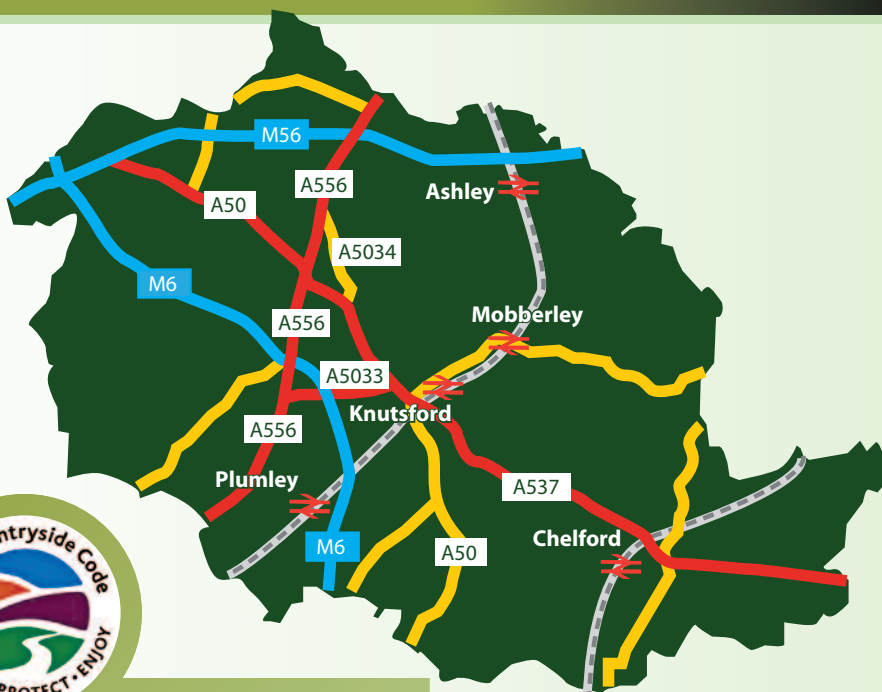 M56
A556
Ashley
A50
A5034
M6
Mobberley
A556
A5033
Knutsford
A556
Plumley
A537
Chelford
M6
A50
Code
PROTECT • ENJOY